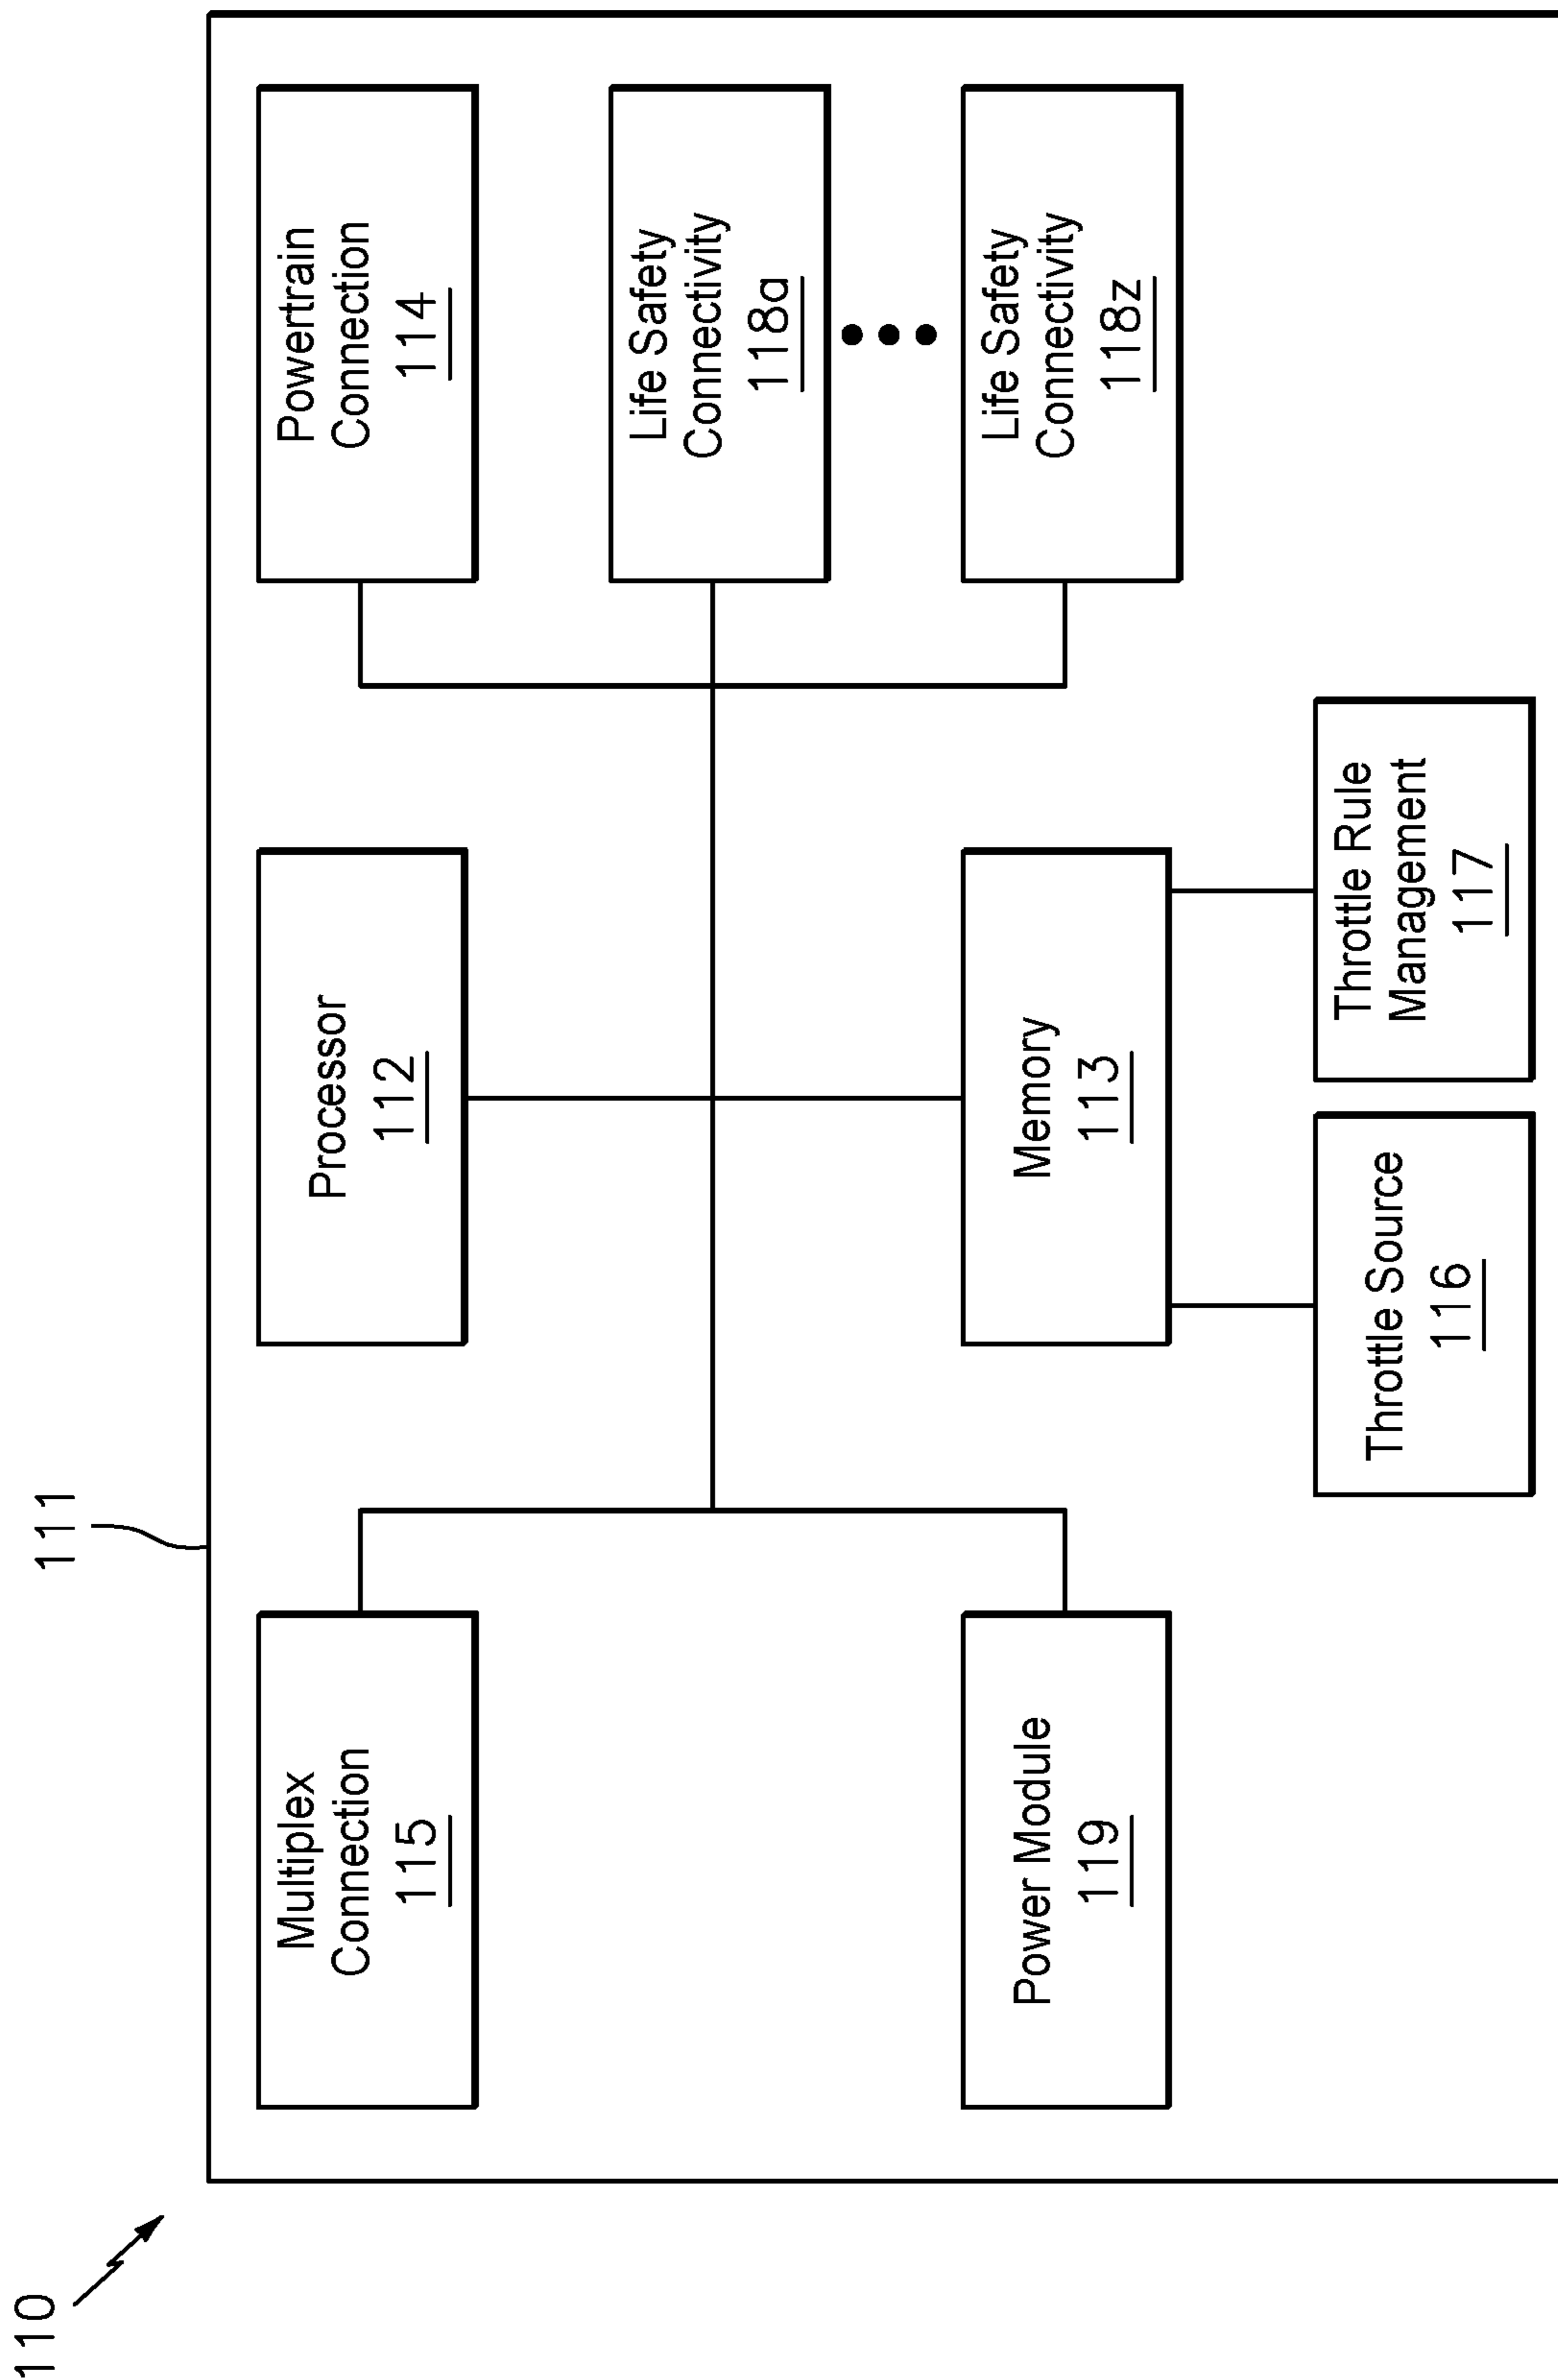 110
111
Multiplex
Connection
115
Processor
112
Powertrain
Connection
114
Life Safety
Connectivity
118a
Power Module
119
Memory
113
Life Safety
Connectivity
118z
Throttle Source
116
Throttle Rule
Management
117